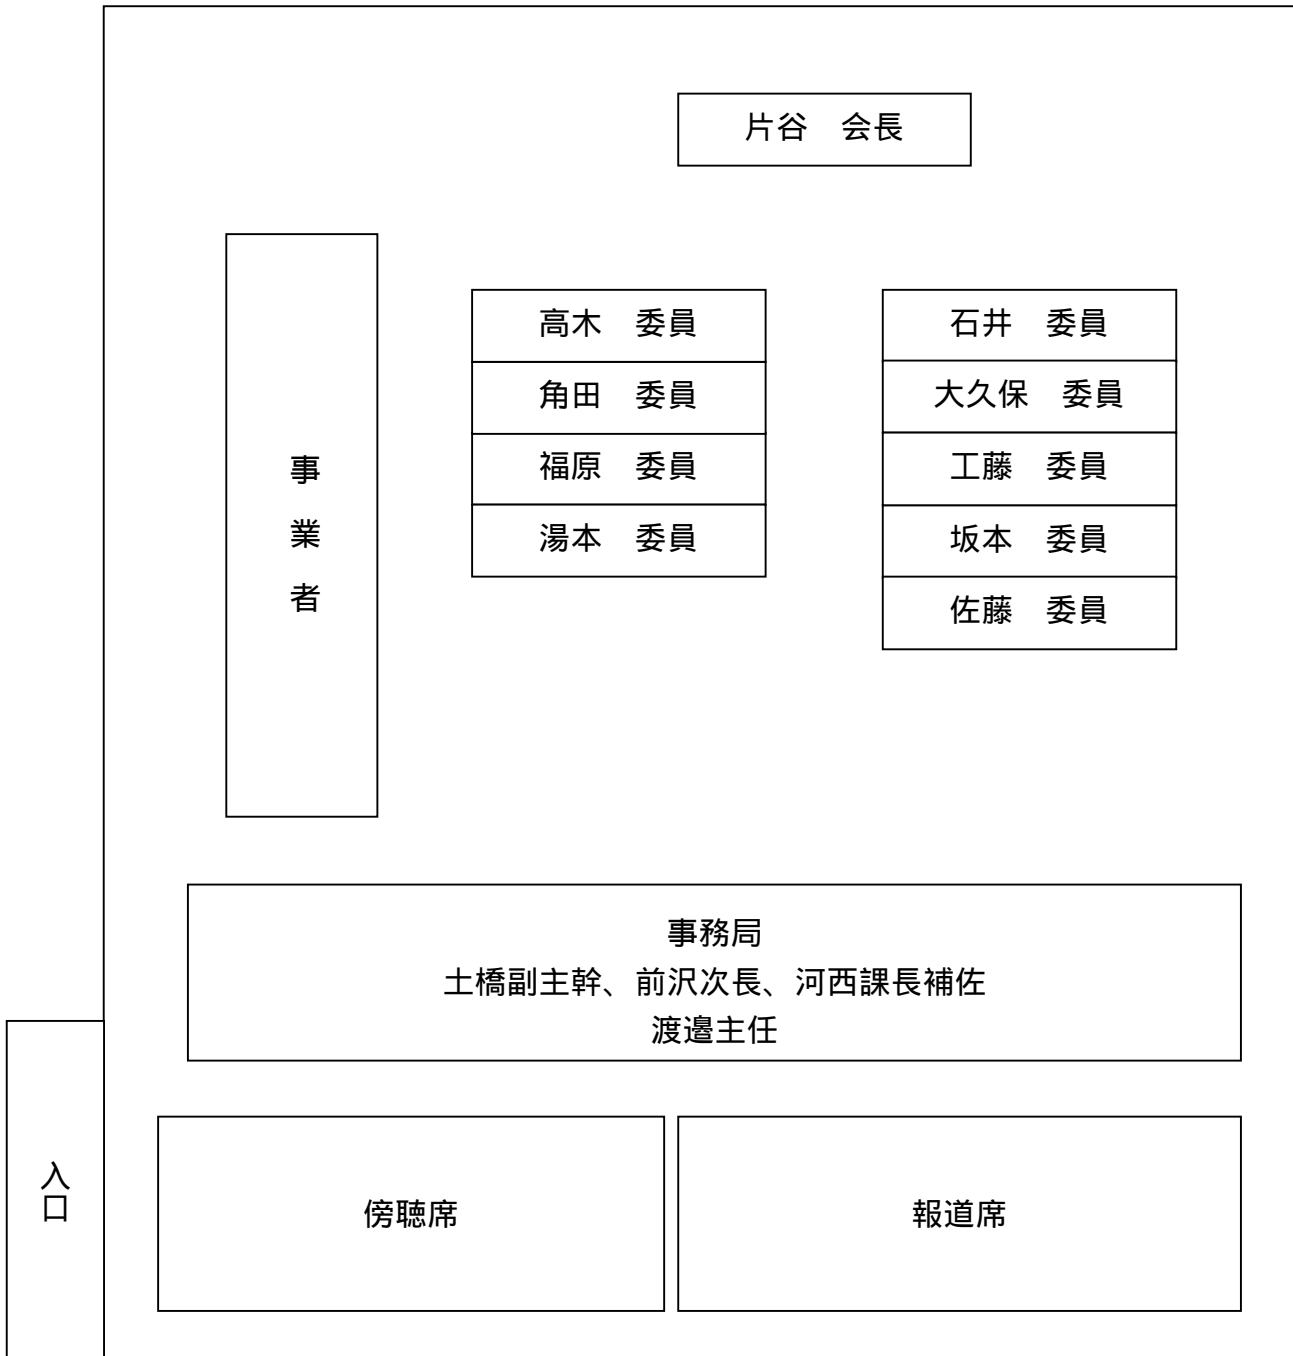 片谷　会長
事業者
高木　委員
角田　委員
福原　委員
湯本　委員
石井　委員
大久保　委員
工藤　委員
坂本　委員
佐藤　委員
事務局
土橋副主幹、前沢次長、河西課長補佐
渡邉主任
入口
傍聴席
報道席